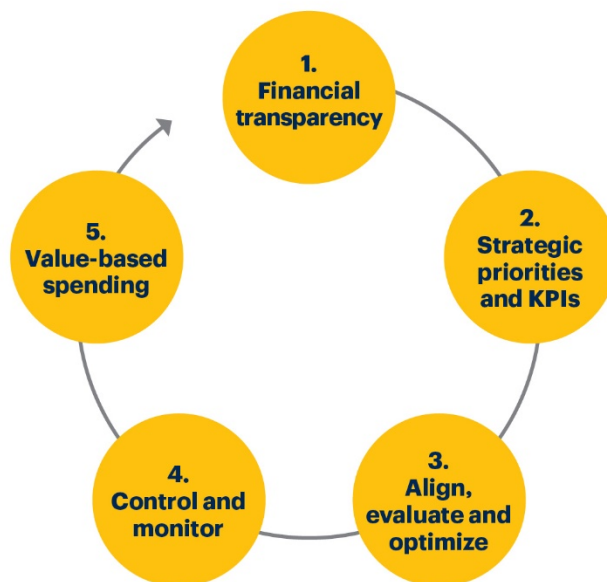 1.
Financial
transparency
2.
Strategic
priorities
and KPIs
3.
Align,
evaluate and
optimize
4.
Control and
monitor
5.
Value-based
spending